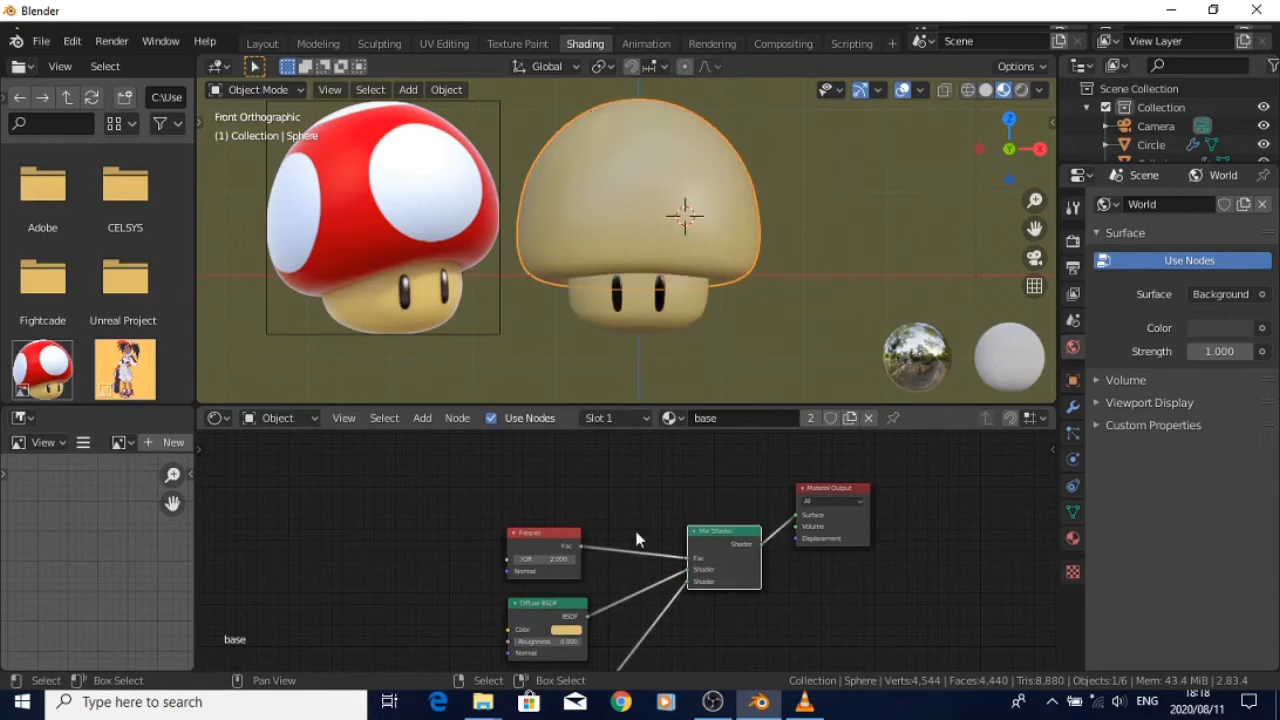 Blender
File Edit Render Window Help Layout Modeling Sculpting UV Editing Texture Paint Shading Animation Rendering Compositing Scripting Scene View Layer
View Select Global Options
Object Mode View Select Add Object
Scene Collection
C:\Use
Collection
Front Orthographic
(1) Collection | Sphere
Camera
Circle
Scene World
World
Surface
Use Nodes
Surface Background
Color
Strength 1.000
Volume
Viewport Display
Custom Properties
Adobe CELSYS
Fightcade Unreal Project
X
Y
Z
Object View Select Add Node Use Nodes Slot 1 base 2
View New
Material Output
All
Surface
Volume
Displacement
Fresnel
Fac
IOR 2.000
Normal
Mix Shader
Shader
Fac
Shader
Shader
Diffuse BSDF
BSDF
Color
Roughness 0.000
Normal
base
Select Box Select Pan View Select Box Select Collection | Sphere | Verts:4,544 | Faces:4,440 | Tris:8,880 | Objects:1/6 | Mem: 43.4 MiB | 2.83.4
Type here to search
ENG
18:18
2020/08/11